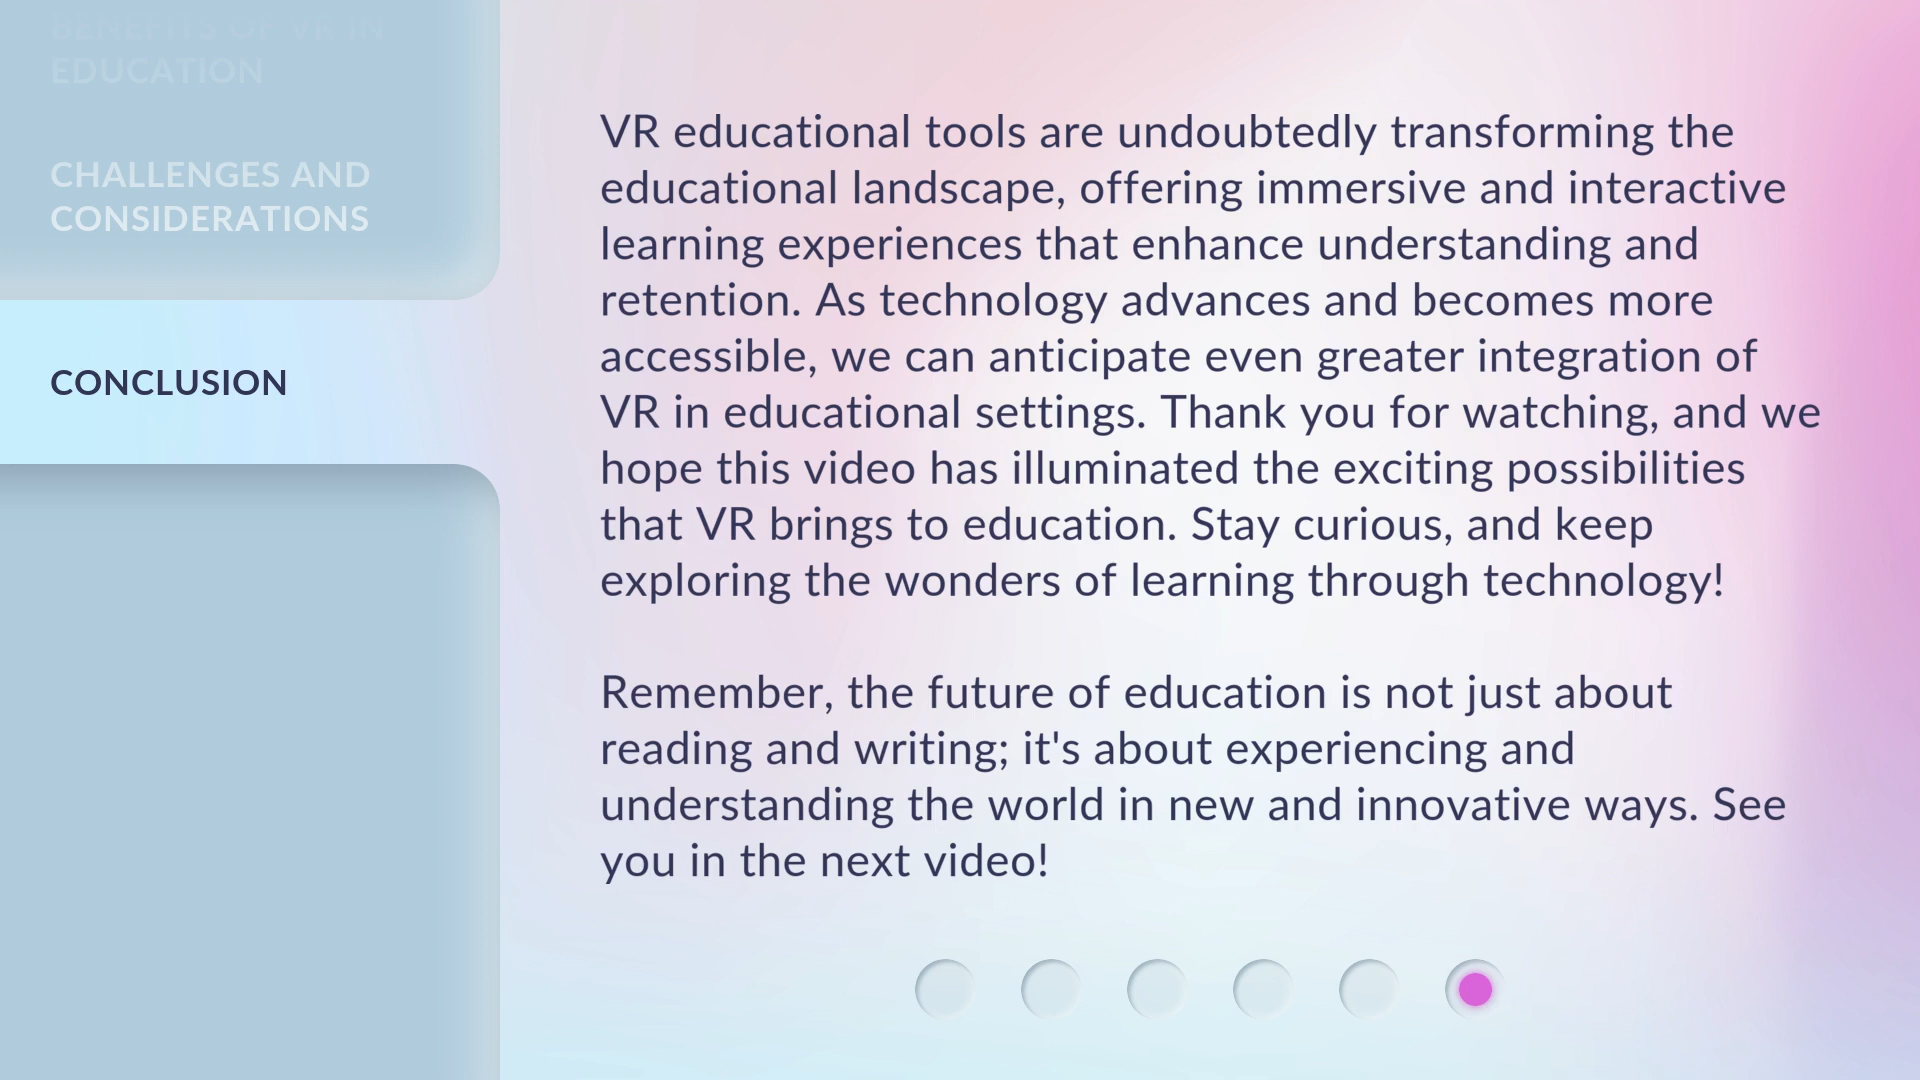 BENEFITS OF VR IN
EDUCATION
CHALLENGES AND
CONSIDERATIONS
CONCLUSION
VR educational tools are undoubtedly transforming the
educational landscape, offering immersive and interactive
learning experiences that enhance understanding and
retention. As technology advances and becomes more
accessible, we can anticipate even greater integration of
VR in educational settings. Thank you for watching, and we
hope this video has illuminated the exciting possibilities
that VR brings to education. Stay curious, and keep
exploring the wonders of learning through technology!
Remember, the future of education is not just about
reading and writing; it's about experiencing and
understanding the world in new and innovative ways. See
you in the next video!